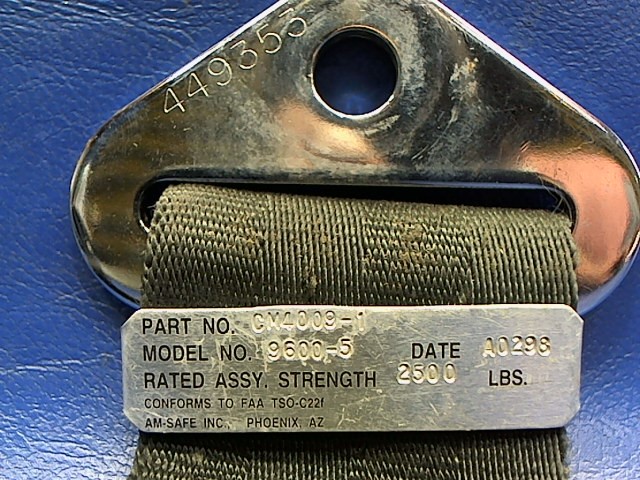 449353
PART NO. CM4009-1
MODEL NO. 9600-5 DATE A0298
RATED ASSY. STRENGTH 2500 LBS.
CONFORMS TO FAA TSO-C22f
AM-SAFE INC., PHOENIX, AZ